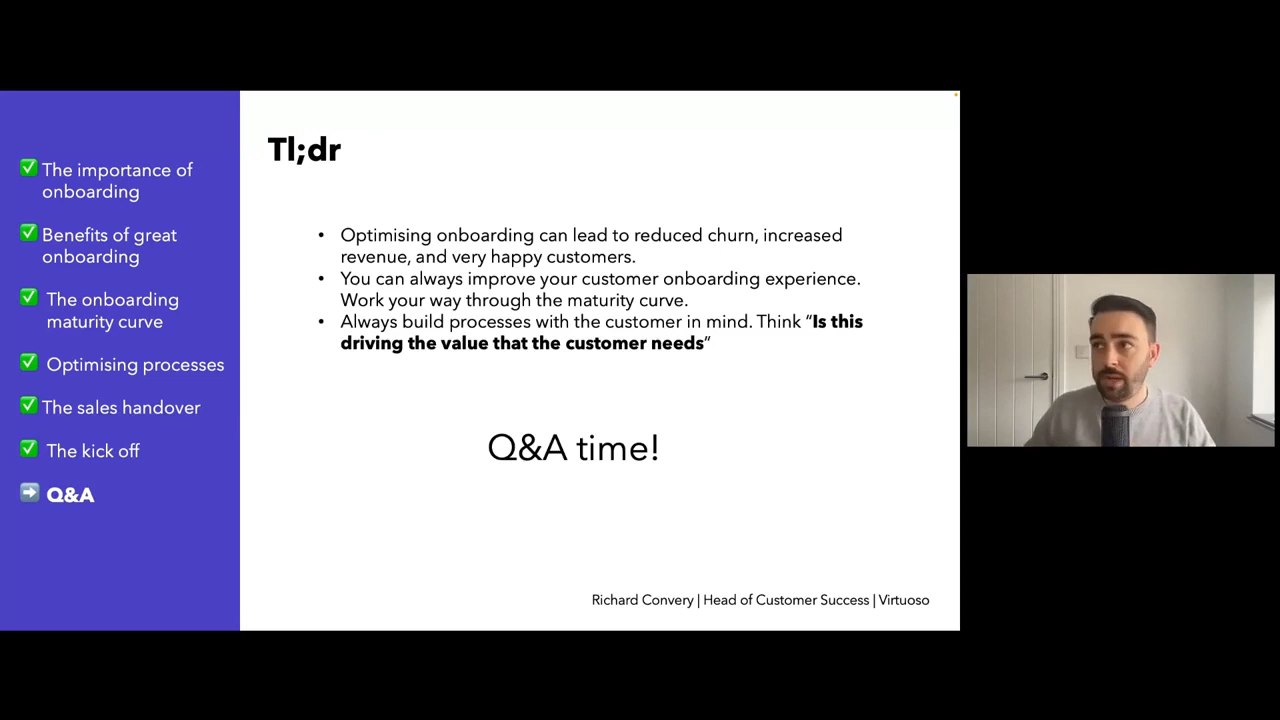 The importance of
onboarding
Benefits of great
onboarding
The onboarding
maturity curve
Optimising processes
The sales handover
The kick off
Q&A
Tl;dr
• Optimising onboarding can lead to reduced churn, increased
revenue, and very happy customers.
• You can always improve your customer onboarding experience.
Work your way through the maturity curve.
• Always build processes with the customer in mind. Think “Is this
driving the value that the customer needs”
Q&A time!
Richard Convery | Head of Customer Success | Virtuoso